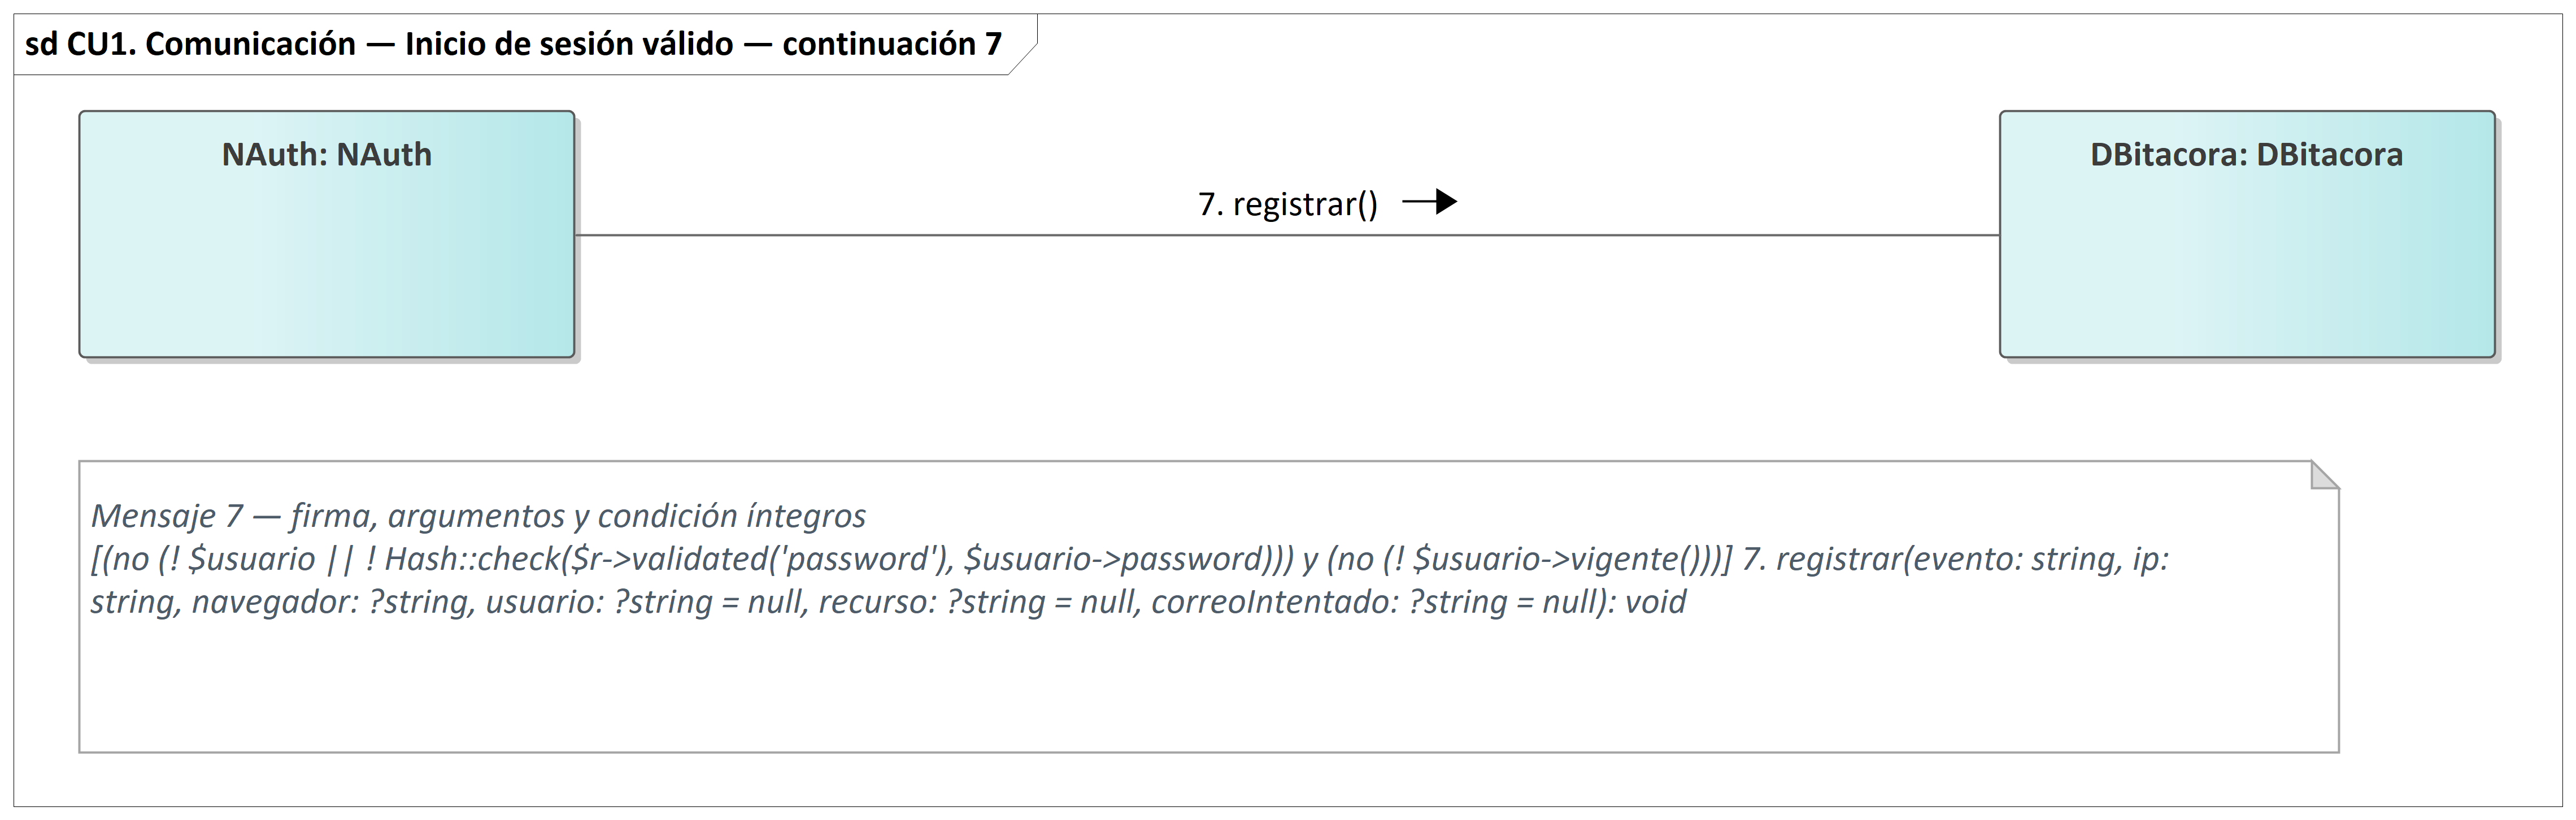 sd CU1. Comunicación — Inicio de sesión válido — continuación 7
NAuth: NAuth
DBitacora: DBitacora
7. registrar()
Mensaje 7 — firma, argumentos y condición íntegros
[(no (! $usuario || ! Hash::check($r->validated('password'), $usuario->password))) y (no (! $usuario->vigente()))] 7. registrar(evento: string, ip:
string, navegador: ?string, usuario: ?string = null, recurso: ?string = null, correoIntentado: ?string = null): void